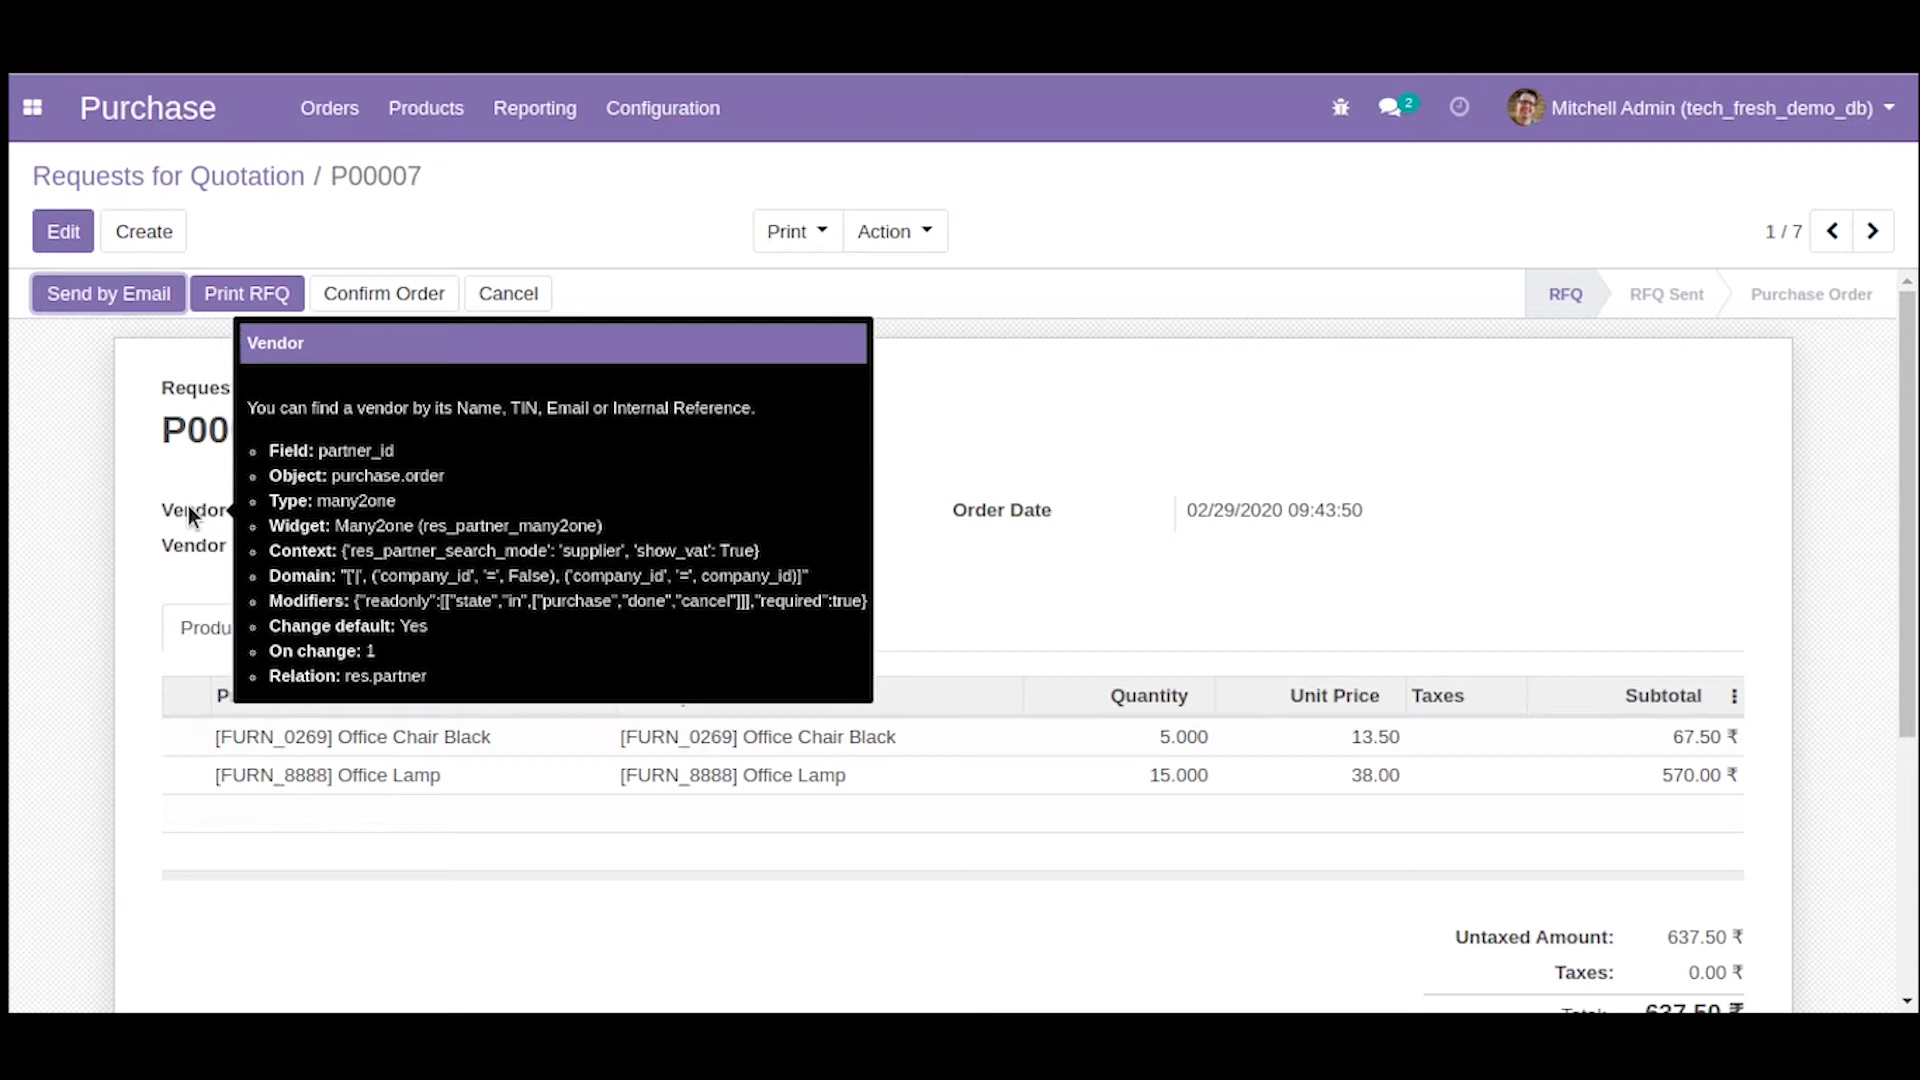 Purchase Orders Products Reporting Configuration 2 Mitchell Admin (tech_fresh_demo_db)
Requests for Quotation / P00007
Edit Create Print Action 1 / 7
Send by Email Print RFQ Confirm Order Cancel RFQ RFQ Sent Purchase Order
Vendor
Reques
You can find a vendor by its Name, TIN, Email or Internal Reference.
P00
Field: partner_id
Object: purchase.order
Type: many2one
Vendor Order Date 02/29/2020 09:43:50
Widget: Many2one (res_partner_many2one)
Vendor
Context: {'res_partner_search_mode': 'supplier', 'show_vat': True}
Domain: "['|', ('company_id', '=', False), ('company_id', '=', company_id)]"
Modifiers: {"readonly":[["state","in",["purchase","done","cancel"]]],"required":true}
Produ
Change default: Yes
On change: 1
Relation: res.partner
P Quantity Unit Price Taxes Subtotal
[FURN_0269] Office Chair Black [FURN_0269] Office Chair Black 5.000 13.50 67.50 ₹
[FURN_8888] Office Lamp [FURN_8888] Office Lamp 15.000 38.00 570.00 ₹
Untaxed Amount: 637.50 ₹
Taxes: 0.00 ₹
Total: 637.50 ₹